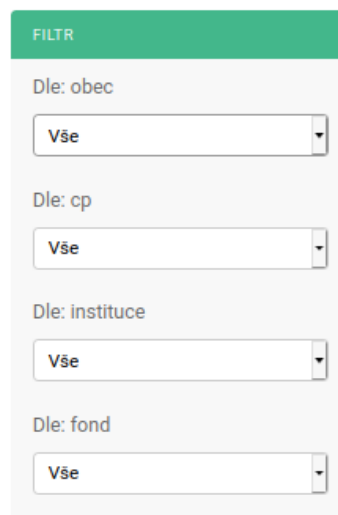 FILTR
Dle: obec
Vše
Dle: cp
Vše
Dle: instituce
Vše
Dle: fond
Vše